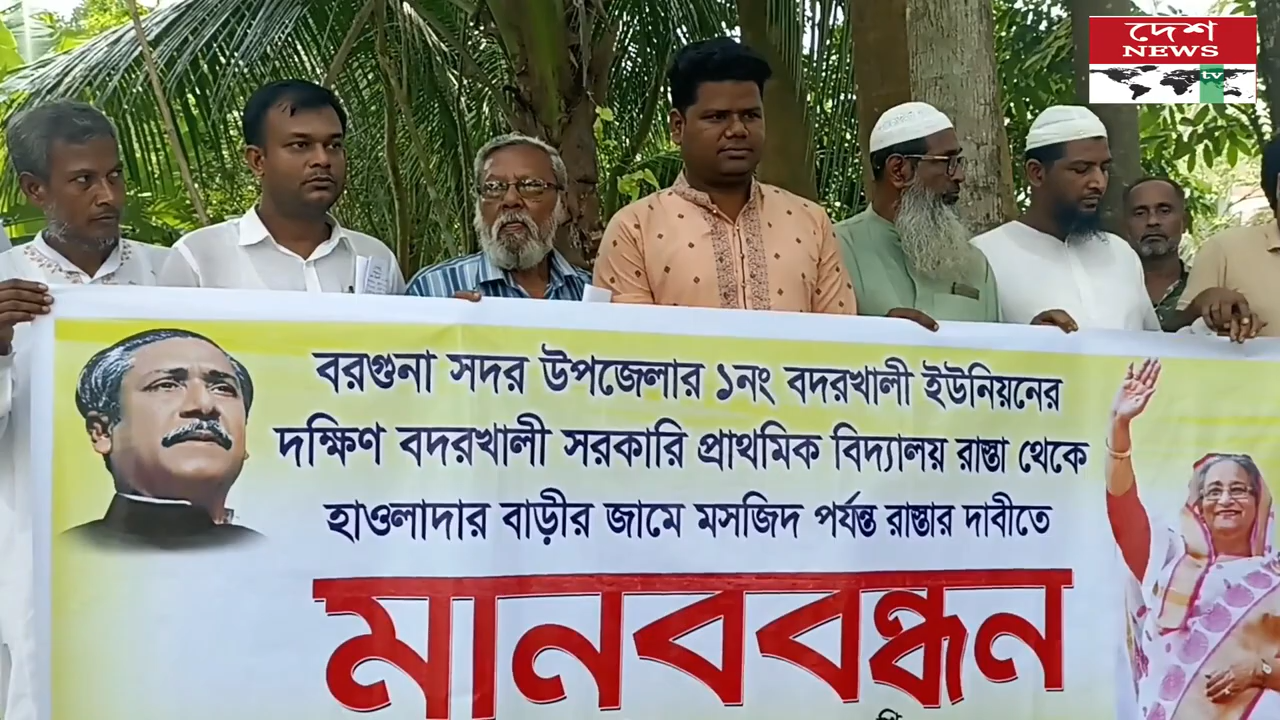 দেশ
NEWS
tv
বরগুনা সদর উপজেলার ১নং বদরখালী ইউনিয়নের
দক্ষিণ বদরখালী সরকারি প্রাথমিক বিদ্যালয় রাস্তা থেকে
হাওলাদার বাড়ীর জামে মসজিদ পর্যন্ত রাস্তার দাবীতে
মানববন্ধন